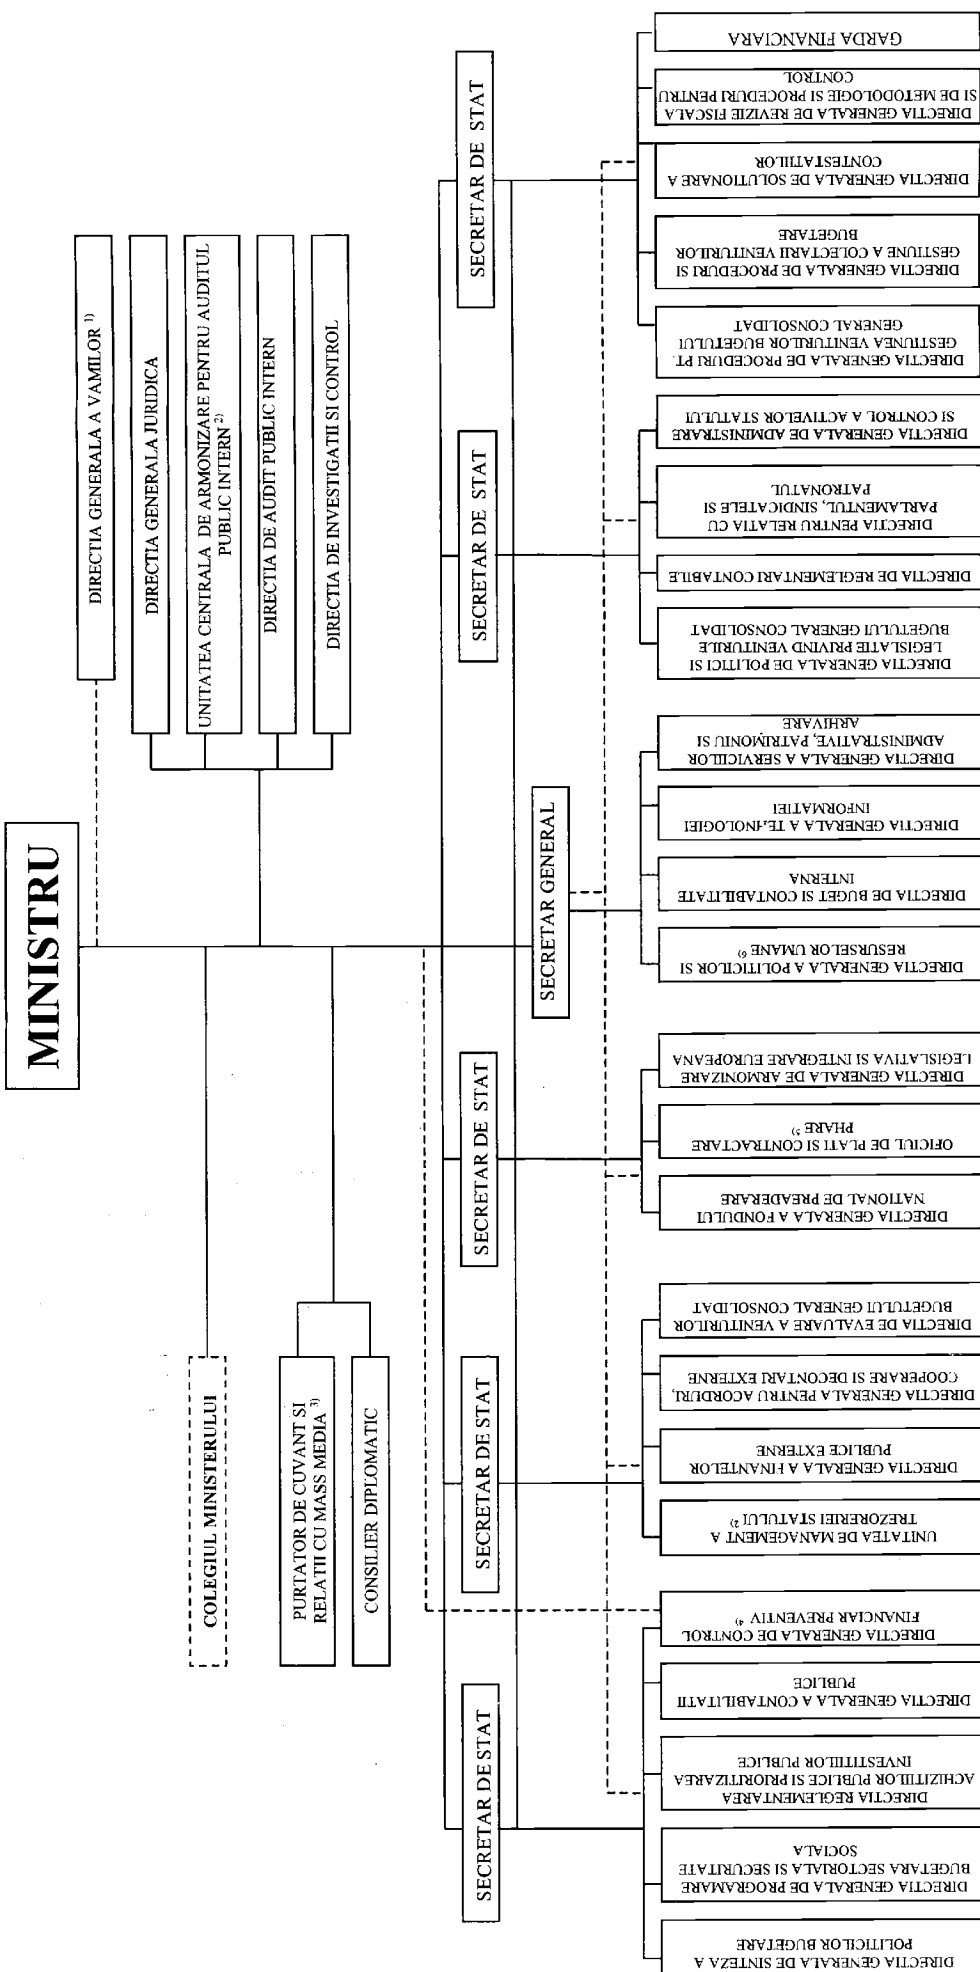 MINISTRU
DIRECTIA GENERALA A VAMILOR 1)
DIRECTIA GENERALA JURIDICA
UNITATEA CENTRALA DE ARMONIZARE PENTRU AUDITUL
PUBLIC INTERN 2)
DIRECTIA DE AUDIT PUBLIC INTERN
DIRECTIA DE INVESTIGATII SI CONTROL
COLEGIUL MINISTERULUI
PURTATOR DE CUVANT SI
RELATII CU MASS MEDIA 3)
CONSILIER DIPLOMATIC
SECRETAR DE STAT
SECRETAR DE STAT
SECRETAR DE STAT
SECRETAR GENERAL
SECRETAR DE STAT
SECRETAR DE STAT
DIRECTIA GENERALA DE SINTEZA A
POLITICILOR BUGETARE
DIRECTIA GENERALA DE PROGRAMARE
BUGETARA SECTORIALA SI SECURITATE
SOCIALA
DIRECTIA REGLEMENTAREA
ACHIZITIILOR PUBLICE SI PRIORITIZAREA
INVESTITIILOR PUBLICE
DIRECTIA GENERALA A CONTABILITATII
PUBLICE
DIRECTIA GENERALA DE CONTROL
FINANCIAR PREVENTIV 4)
UNITATEA DE MANAGEMENT A
TREZORERIEI STATULUI 2)
DIRECTIA GENERALA A FINANTELOR
PUBLICE EXTERNE
DIRECTIA GENERALA PENTRU ACORDURI,
COOPERARE SI DECONTARI EXTERNE
DIRECTIA DE EVALUARE A VENITURILOR
BUGETULUI GENERAL CONSOLIDAT
DIRECTIA GENERALA A FONDULUI
NATIONAL DE PREADERARE
OFICIUL DE PLATI SI CONTRACTARE
PHARE 5)
DIRECTIA GENERALA DE ARMONIZARE
LEGISLATIVA SI INTEGRARE EUROPEANA
DIRECTIA GENERALA A POLITICILOR SI
RESURSELOR UMANE 6)
DIRECTIA DE BUGET SI CONTABILITATE
INTERNA
DIRECTIA GENERALA A TEHNOLOGIEI
INFORMATIEI
DIRECTIA GENERALA A SERVICIILOR
ADMINISTRATIVE, PATRIMONIU SI
ARHIVARE
DIRECTIA GENERALA DE POLITICI SI
LEGISLATIE PRIVIND VENITURILE
BUGETULUI GENERAL CONSOLIDAT
DIRECTIA DE REGLEMENTARI CONTABILE
DIRECTIA PENTRU RELATIA CU
PARLAMENTUL, SINDICATELE SI
PATRONATUL
DIRECTIA GENERALA DE ADMINISTRARE
SI CONTROL A ACTIVELOR STATULUI
DIRECTIA GENERALA DE PROCEDURI PT.
GESTIUNEA VENITURILOR BUGETULUI
GENERAL CONSOLIDAT
DIRECTIA GENERALA DE PROCEDURI SI
GESTIUNE A COLECTARII VENITURILOR
BUGETARE
DIRECTIA GENERALA DE SOLUTIONARE A
CONTESTATIILOR
DIRECTIA GENERALA DE REVIZIE FISCALA
SI DE METODOLOGIE SI PROCEDURI PENTRU
CONTROL
GARDA FINANCIARA